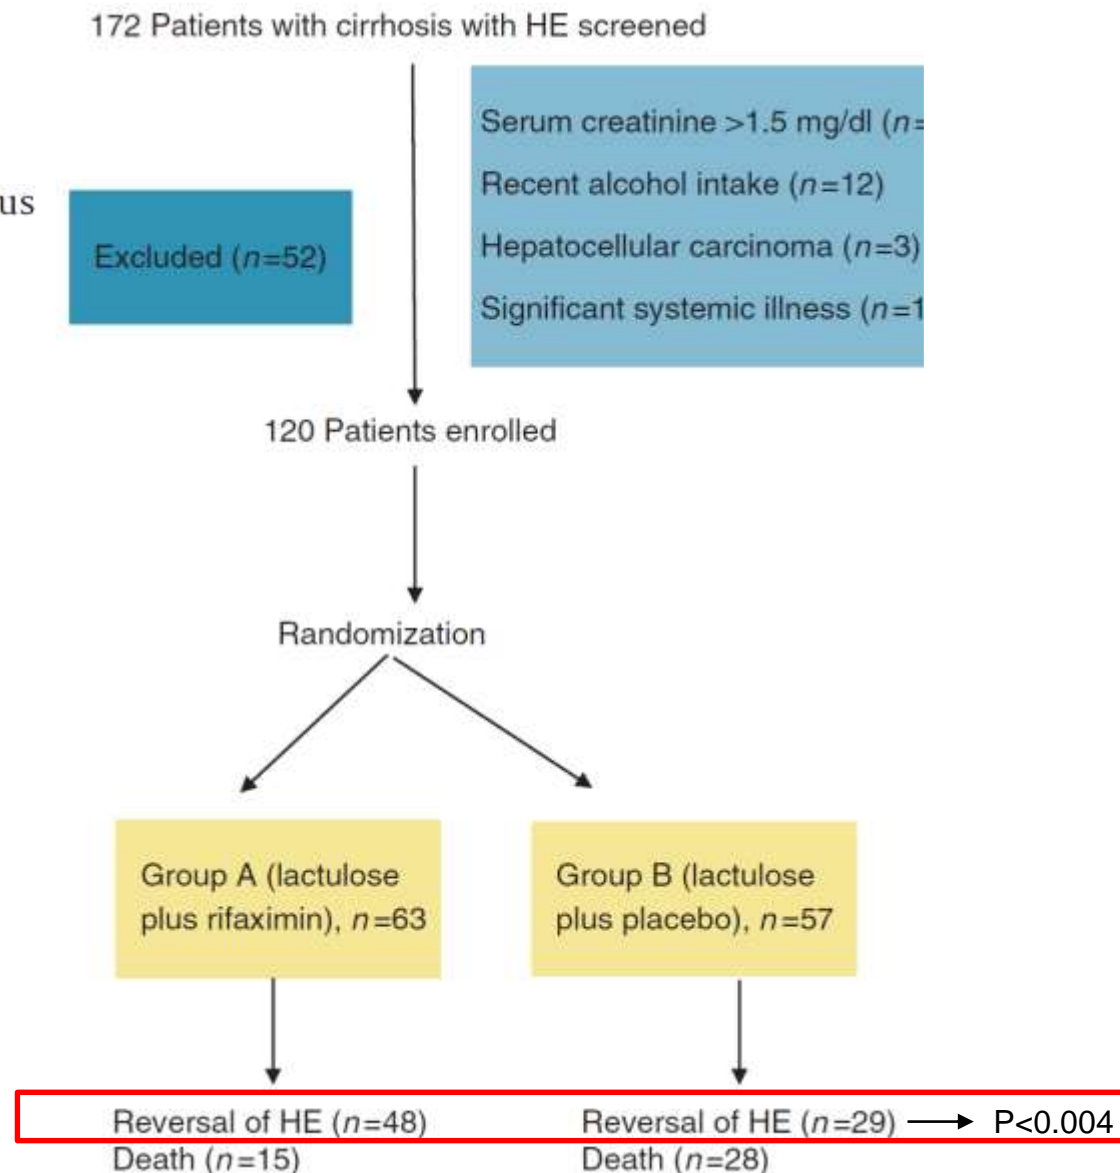 172 Patients with cirrhosis with HE screened
Serum creatinine >1.5 mg/dl (n=
Recent alcohol intake (n=12)
us
Excluded (n=52)
Hepatocellular carcinoma (n=3)
Significant systemic illness (n=1
120 Patients enrolled
Randomization
Group A (lactulose
plus rifaximin), n=63
Group B (lactulose
plus placebo), n=57
Reversal of HE (n=48)
Death (n=15)
Reversal of HE (n=29)
Death (n=28)
P<0.004